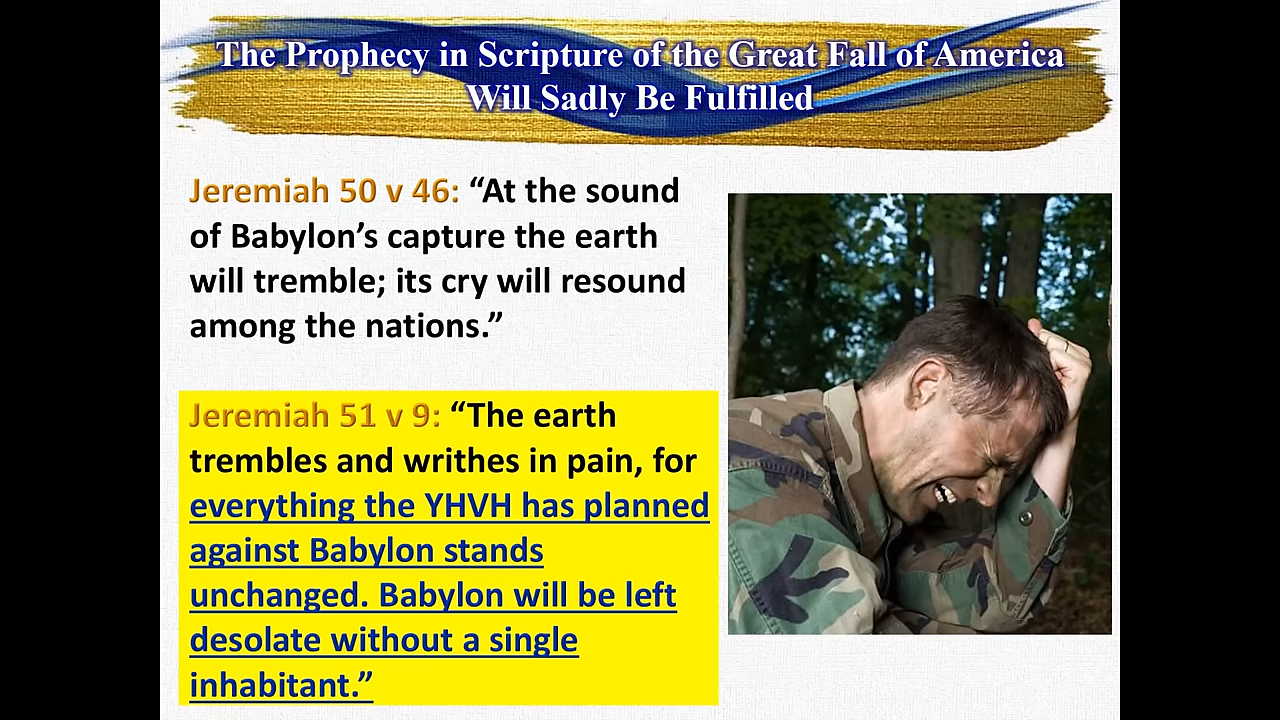 The Prophecy in Scripture of the Great Fall of America
Will Sadly Be Fulfilled
Jeremiah 50 v 46: “At the sound
of Babylon’s capture the earth
will tremble; its cry will resound
among the nations.”
Jeremiah 51 v 9: “The earth
trembles and writhes in pain, for
everything the YHVH has planned
against Babylon stands
unchanged. Babylon will be left
desolate without a single
inhabitant.”